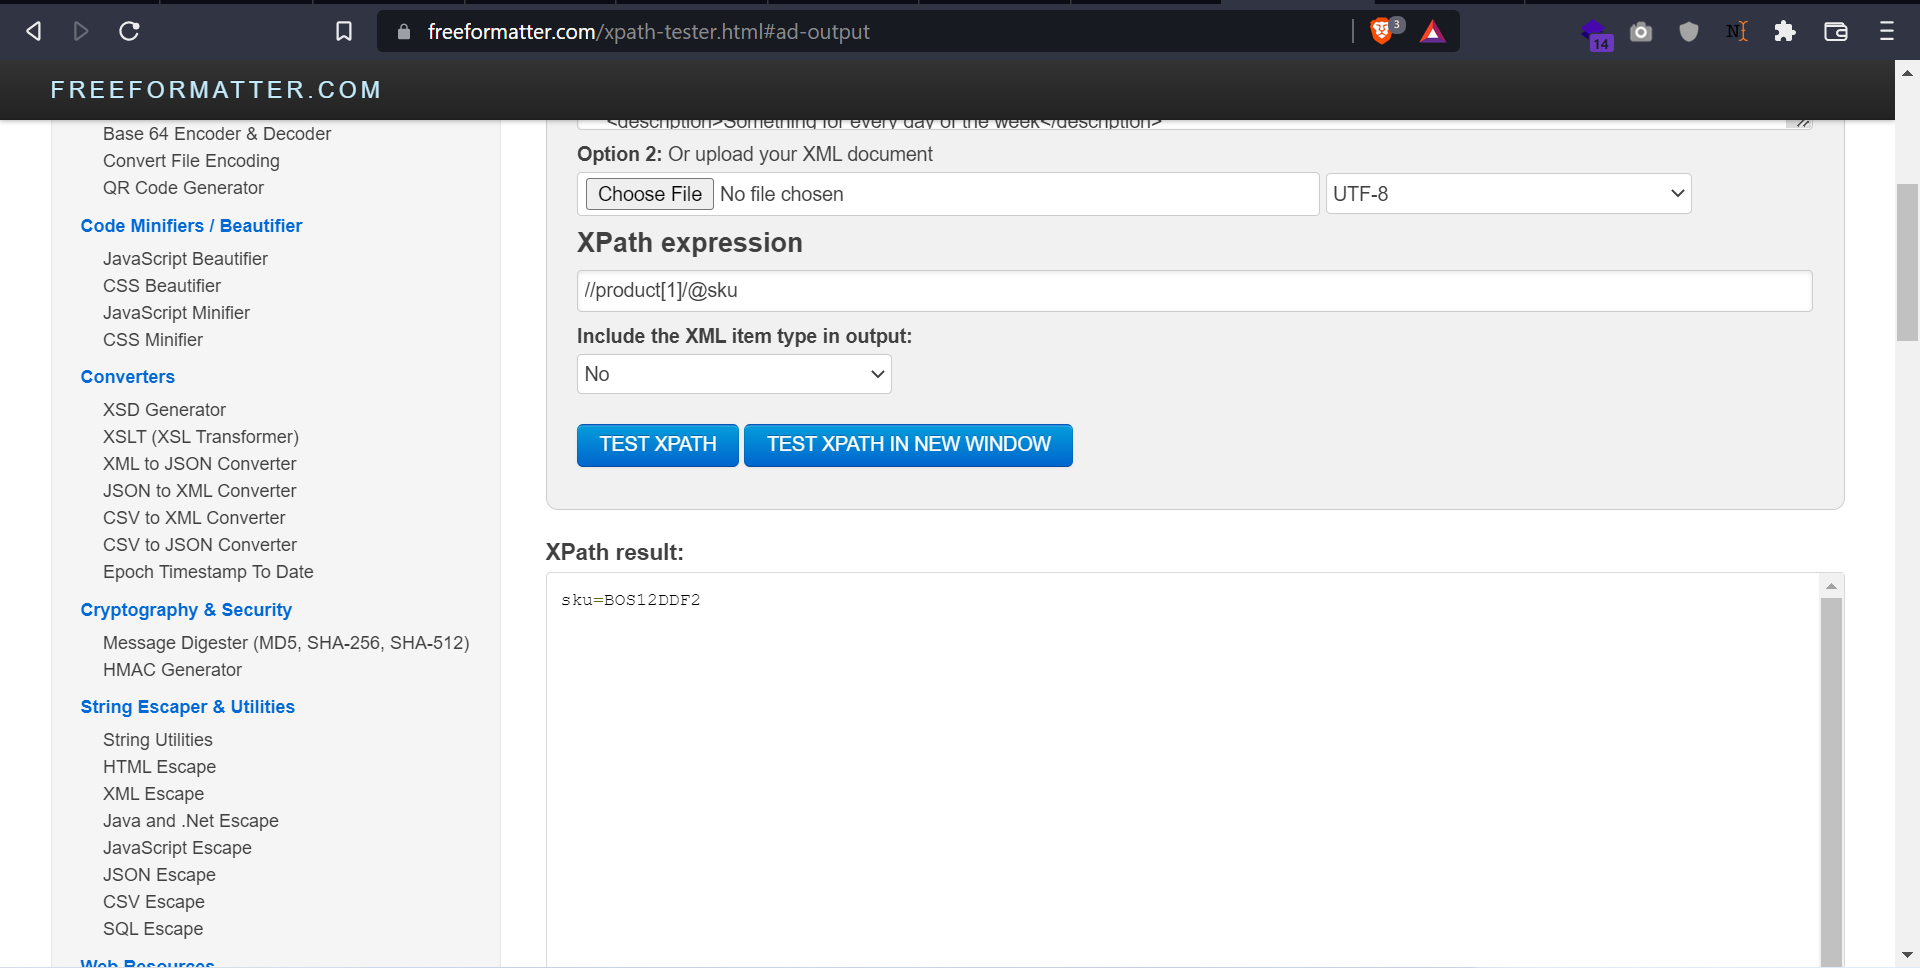 freeformatter.com/xpath-tester.html#ad-output
3
14
N
FREEFORMATTER.COM
Base 64 Encoder & Decoder
Convert File Encoding
QR Code Generator
Code Minifiers / Beautifier
JavaScript Beautifier
CSS Beautifier
JavaScript Minifier
CSS Minifier
Converters
XSD Generator
XSLT (XSL Transformer)
XML to JSON Converter
JSON to XML Converter
CSV to XML Converter
CSV to JSON Converter
Epoch Timestamp To Date
Cryptography & Security
Message Digester (MD5, SHA-256, SHA-512)
HMAC Generator
String Escaper & Utilities
String Utilities
HTML Escape
XML Escape
Java and .Net Escape
JavaScript Escape
JSON Escape
CSV Escape
SQL Escape
Web Resources
<description>Something for every day of the week</description>
Option 2: Or upload your XML document
Choose File No file chosen
UTF-8
XPath expression
//product[1]/@sku
Include the XML item type in output:
No
TEST XPATH
TEST XPATH IN NEW WINDOW
XPath result:
sku=BOS12DDF2